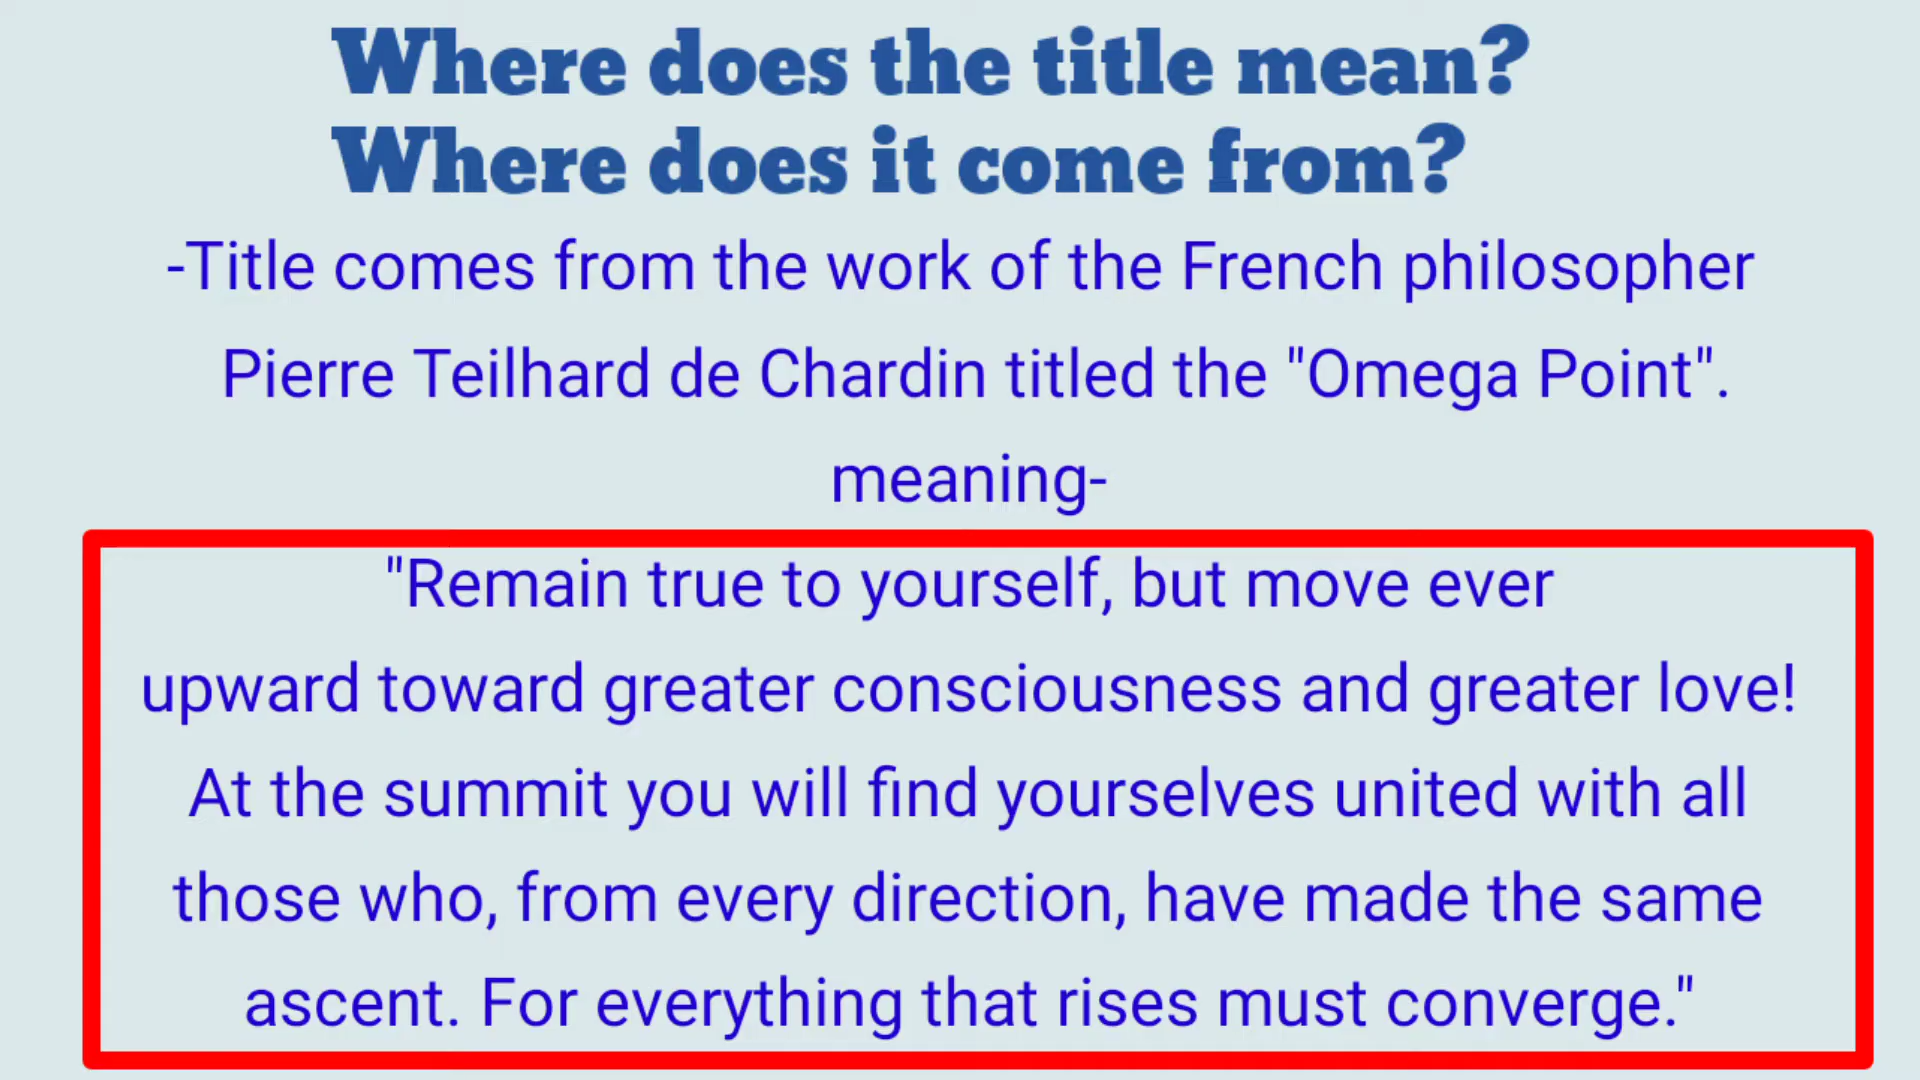 Where does the title mean?
Where does it come from?
-Title comes from the work of the French philosopher
Pierre Teilhard de Chardin titled the "Omega Point".
meaning-
"Remain true to yourself, but move ever
upward toward greater consciousness and greater love!
At the summit you will find yourselves united with all
those who, from every direction, have made the same
ascent. For everything that rises must converge."